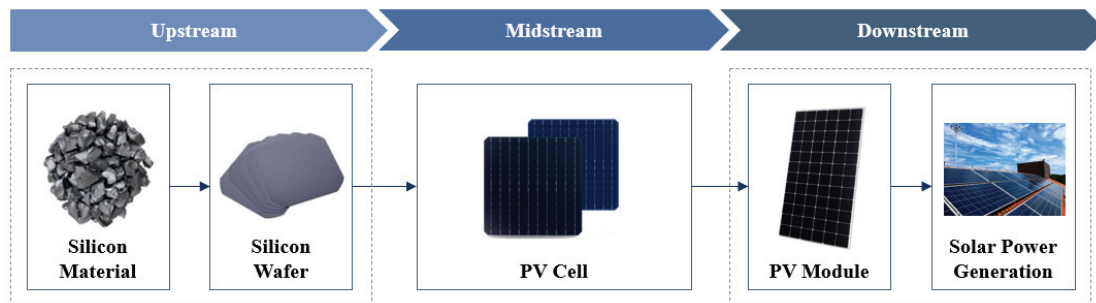 Upstream
Midstream
Downstream
Silicon
Material
Silicon
Wafer
PV Cell
PV Module
Solar Power
Generation